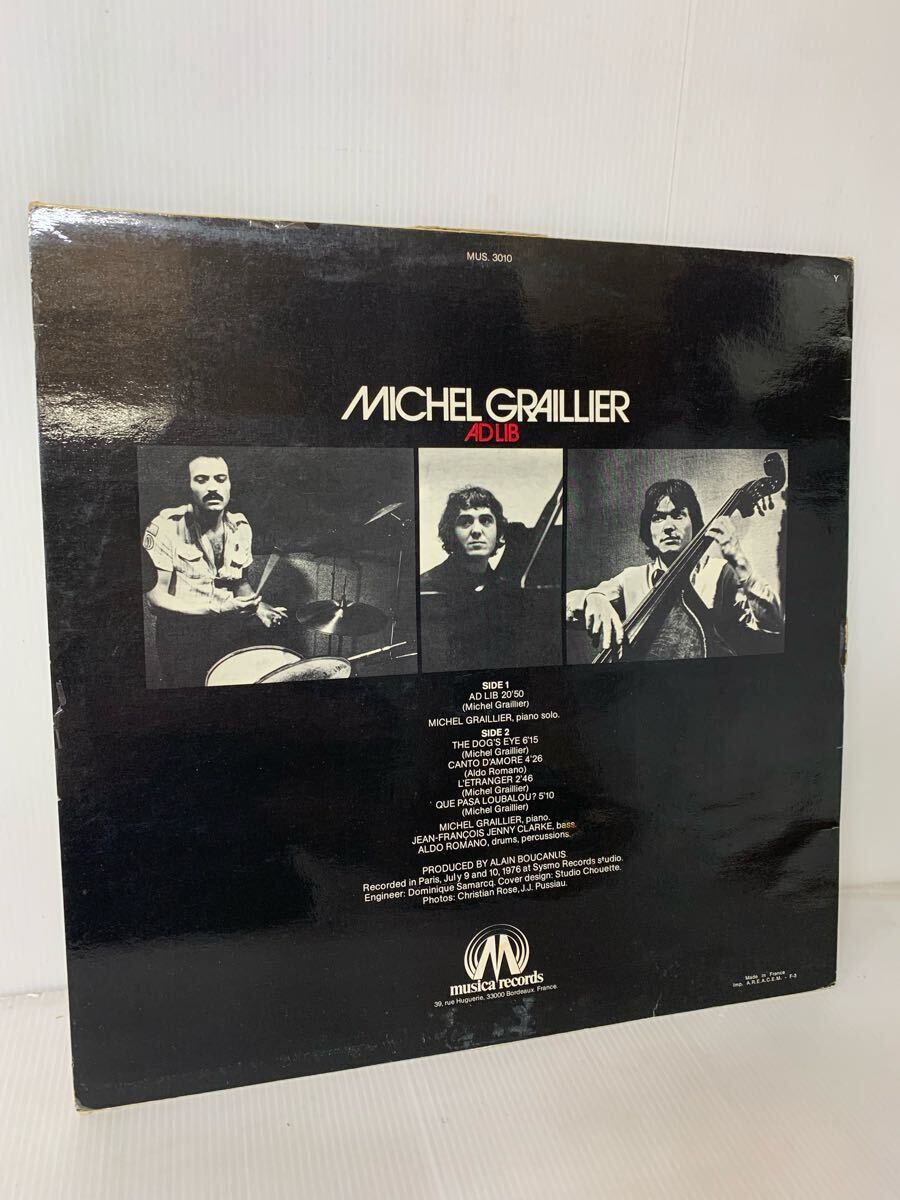 MUS. 3010
Y
MICHEL GRAILLIER
AD LIB
SIDE 1
AD LIB 20'50
(Michel Graillier)
MICHEL GRAILLIER, piano solo.
SIDE 2
THE DOG'S EYE 6'15
(Michel Graillier)
CANTO D'AMORE 4'26
(Aldo Romano)
L'ETRANGER 2'46
(Michel Graillier)
QUE PASA LOUBALOU? 5'10
(Michel Graillier)
MICHEL GRAILLIER, piano.
JEAN-FRANÇOIS JENNY CLARKE, bass.
ALDO ROMANO, drums, percussions.
PRODUCED BY ALAIN BOUCANUS
Recorded in Paris, July 9 and 10, 1976 at Sysmo Records studio.
Engineer: Dominique Samarcq. Cover design: Studio Chouette.
Photos: Christian Rose, J.J. Pussiau.
M
musica records
39, rue Huguerie, 33000 Bordeaux, France.
Made in France
Imp. A.R.E.A.C.E.M. - F-3